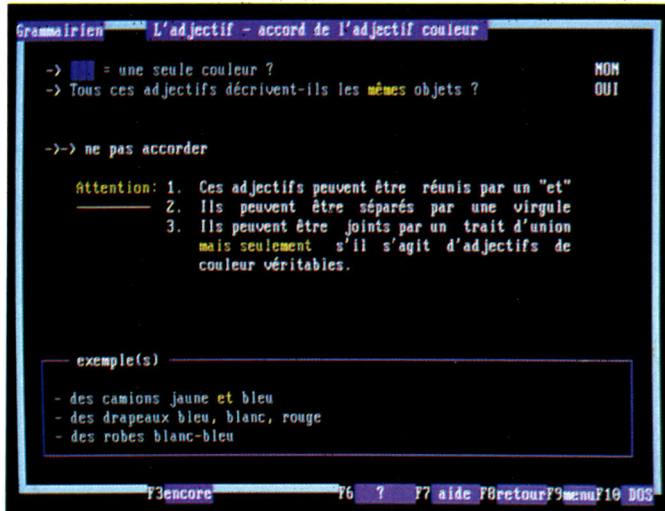 Grammairien L'adjectif - accord de l'adjectif couleur
-> = une seule couleur ? NON
-> Tous ces adjectifs décrivent-ils les mêmes objets ? OUI
->-> ne pas accorder
Attention: 1. Ces adjectifs peuvent être réunis par un "et"
2. Ils peuvent être séparés par une virgule
3. Ils peuvent être joints par un trait d'union
mais seulement s'il s'agit d'adjectifs de
couleur véritables.
exemple(s)
- des camions jaune et bleu
- des drapeaux bleu, blanc, rouge
- des robes blanc-bleu
F3encore F6 ? F7 aide F8retourF9menuF10 DOS